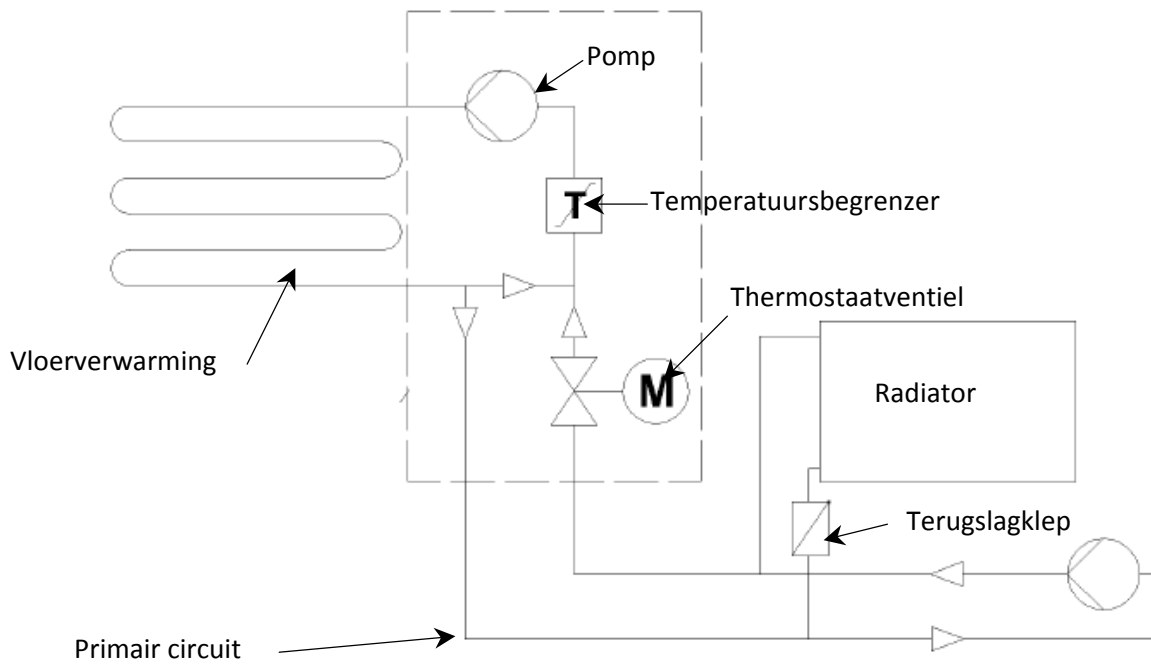 Pomp
T
Temperatuursbegrenzer
Thermostaatventiel
Vloerverwarming
M
Radiator
Terugslagklep
Primair circuit